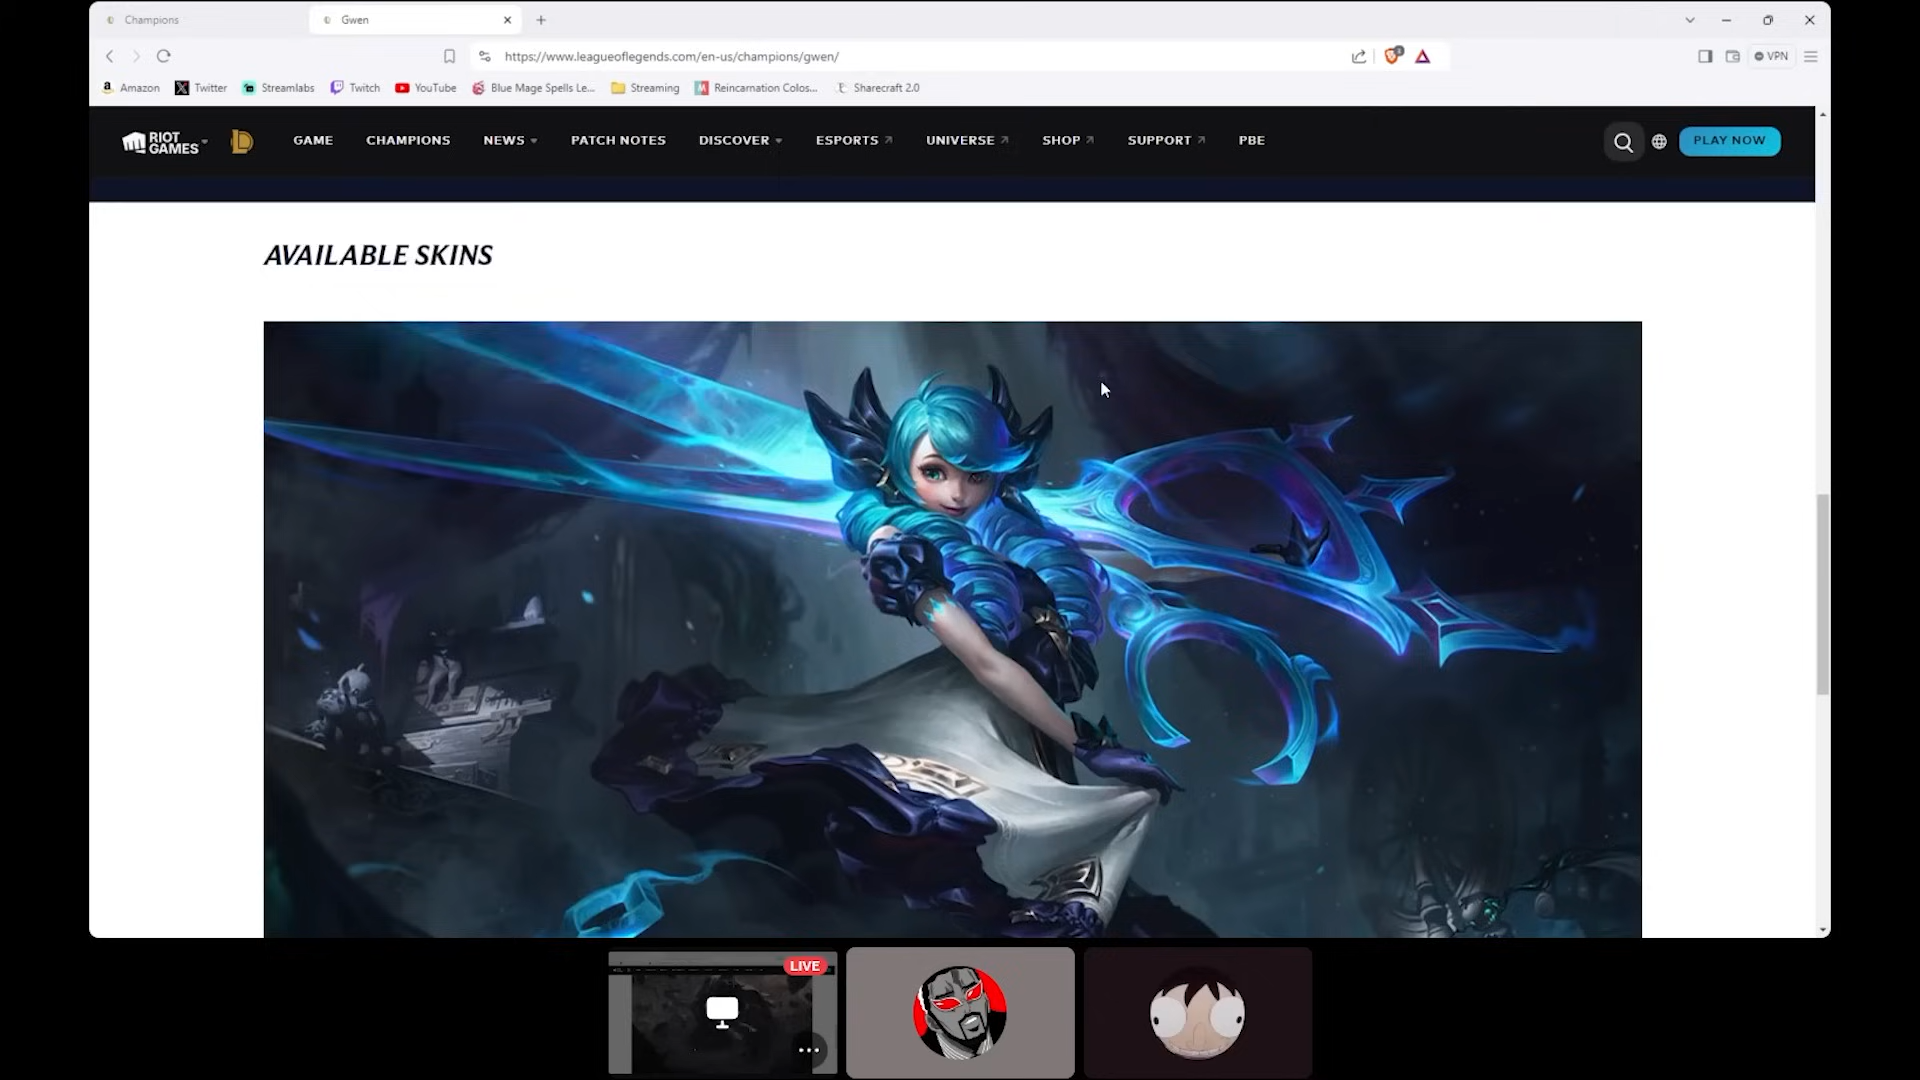 Champions
Gwen
https://www.leagueoflegends.com/en-us/champions/gwen/
VPN
Amazon Twitter Streamlabs Twitch YouTube Blue Mage Spells Le... Streaming Reincarnation Colos... Sharecraft 2.0
RIOT GAMES GAME CHAMPIONS NEWS PATCH NOTES DISCOVER ESPORTS UNIVERSE SHOP SUPPORT PBE PLAY NOW
AVAILABLE SKINS
LIVE